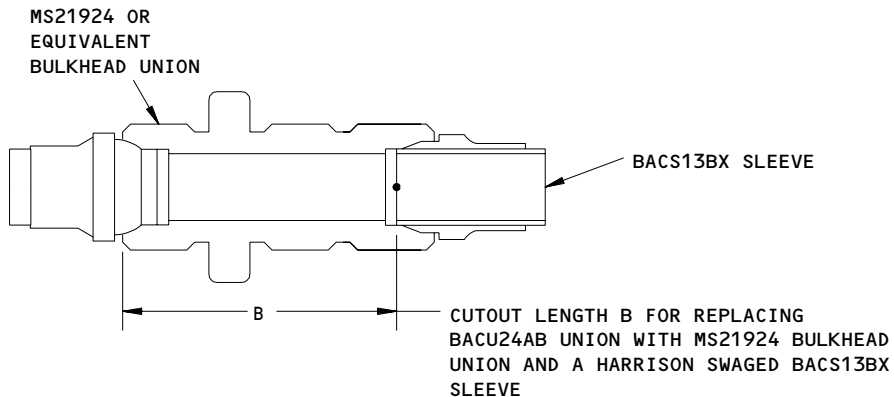 MS21924 OR
EQUIVALENT
BULKHEAD UNION
BACS13BX SLEEVE
B
CUTOUT LENGTH B FOR REPLACING
BACU24AB UNION WITH MS21924 BULKHEAD
UNION AND A HARRISON SWAGED BACS13BX
SLEEVE